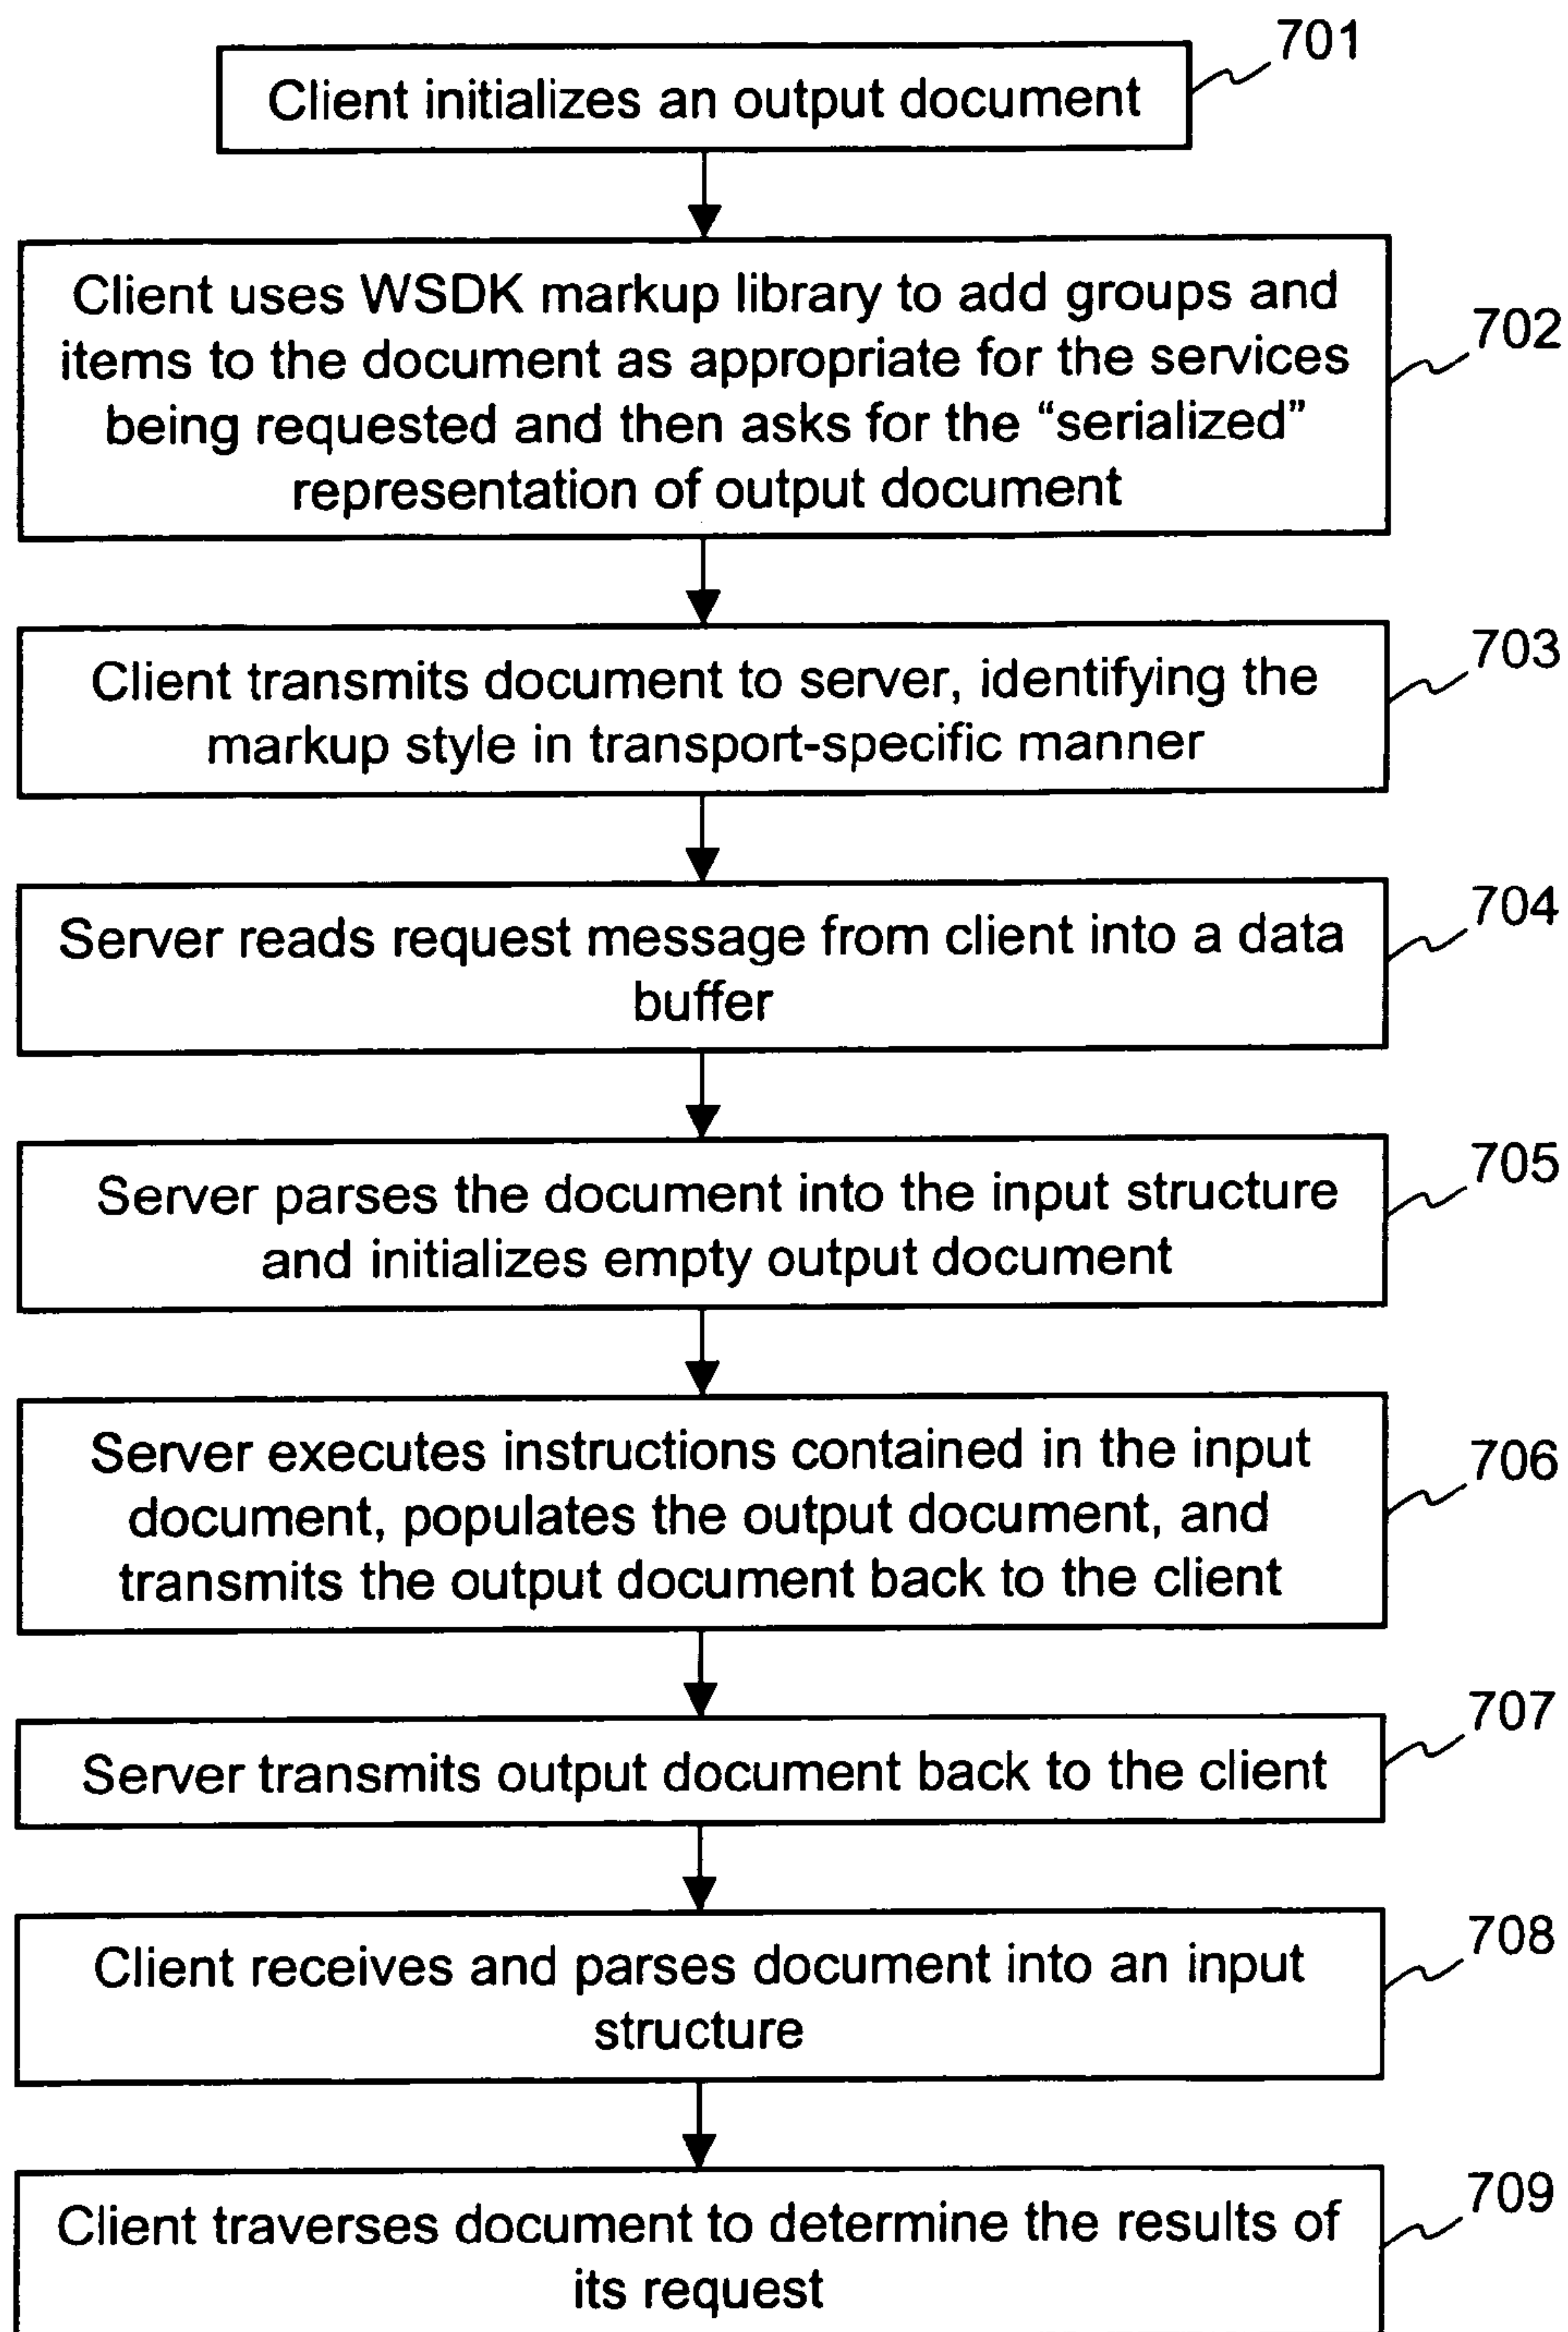 701
Client initializes an output document
Client uses WSDK markup library to add groups and
items to the document as appropriate for the services
being requested and then asks for the “serialized”
representation of output document
702
Client transmits document to server, identifying the
markup style in transport-specific manner
703
Server reads request message from client into a data
buffer
704
Server parses the document into the input structure
and initializes empty output document
705
Server executes instructions contained in the input
document, populates the output document, and
transmits the output document back to the client
706
Server transmits output document back to the client
707
Client receives and parses document into an input
structure
708
Client traverses document to determine the results of
its request
709